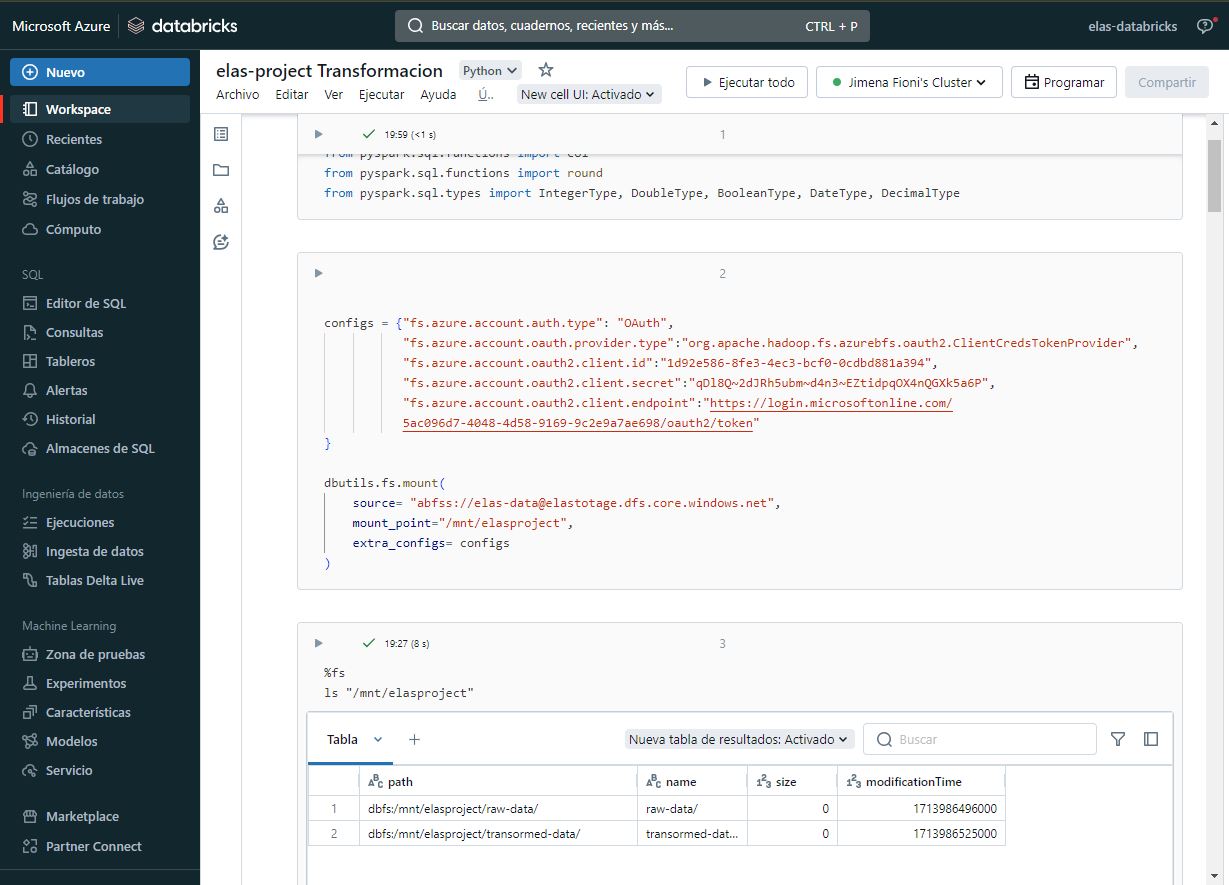 Microsoft Azure databricks
Buscar datos, cuadernos, recientes y más... CTRL + P
elas-databricks
Nuevo
Workspace
Recientes
Catálogo
Flujos de trabajo
Cómputo
SQL
Editor de SQL
Consultas
Tableros
Alertas
Historial
Almacenes de SQL
Ingeniería de datos
Ejecuciones
Ingesta de datos
Tablas Delta Live
Machine Learning
Zona de pruebas
Experimentos
Características
Modelos
Servicio
Marketplace
Partner Connect
elas-project Transformacion Python
Archivo Editar Ver Ejecutar Ayuda Ú.. New cell UI: Activado
Ejecutar todo Jimena Fioni's Cluster Programar Compartir
19:59 (<1 s) 1
from pyspark.sql.functions import col
from pyspark.sql.functions import round
from pyspark.sql.types import IntegerType, DoubleType, BooleanType, DateType, DecimalType
2
configs = {"fs.azure.account.auth.type": "OAuth",
"fs.azure.account.oauth.provider.type":"org.apache.hadoop.fs.azurebfs.oauth2.ClientCredsTokenProvider",
"fs.azure.account.oauth2.client.id":"1d92e586-8fe3-4ec3-bcf0-0cdbd881a394",
"fs.azure.account.oauth2.client.secret":"qDl8Q~2dJRh5ubm~d4n3~EZtidpqOX4nQGXk5a6P",
"fs.azure.account.oauth2.client.endpoint":"https://login.microsoftonline.com/
5ac096d7-4048-4d58-9169-9c2e9a7ae698/oauth2/token"
}
dbutils.fs.mount(
source= "abfss://elas-data@elastotage.dfs.core.windows.net",
mount_point="/mnt/elasproject",
extra_configs= configs
)
19:27 (8 s) 3
%fs
ls "/mnt/elasproject"
Tabla + Nueva tabla de resultados: Activado Buscar
path name size modificationTime
1 dbfs:/mnt/elasproject/raw-data/ raw-data/ 0 1713986496000
2 dbfs:/mnt/elasproject/transormed-data/ transormed-dat... 0 1713986525000